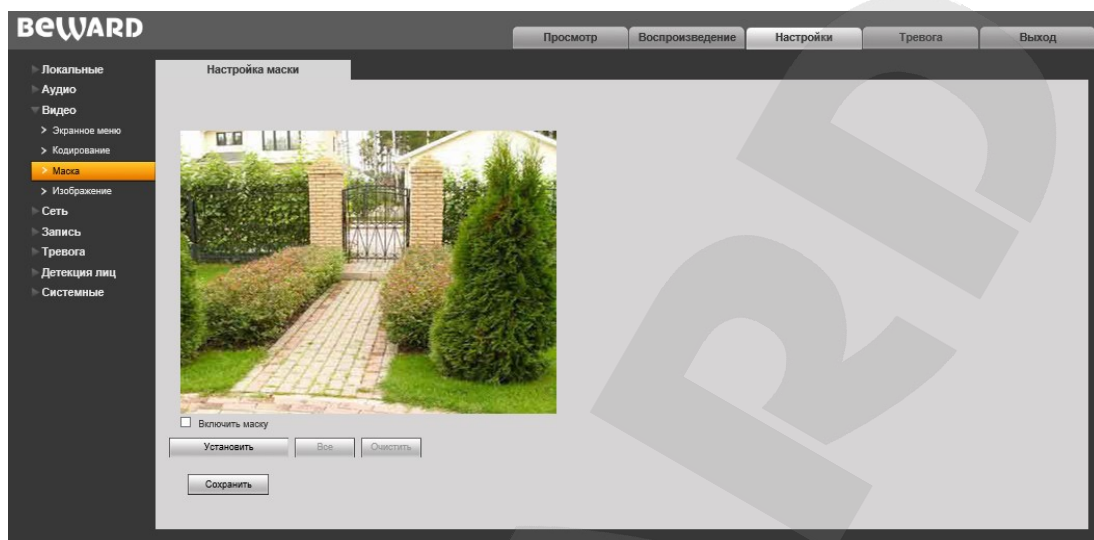 BEWARD
Просмотр Воспроизведение Настройки Тревога Выход
Локальные
Аудио
Видео
> Экранное меню
> Кодирование
> Маска
> Изображение
Сеть
Запись
Тревога
Детекция лиц
Системные
Настройка маски
Включить маску
Установить Все Очистить
Сохранить
RD